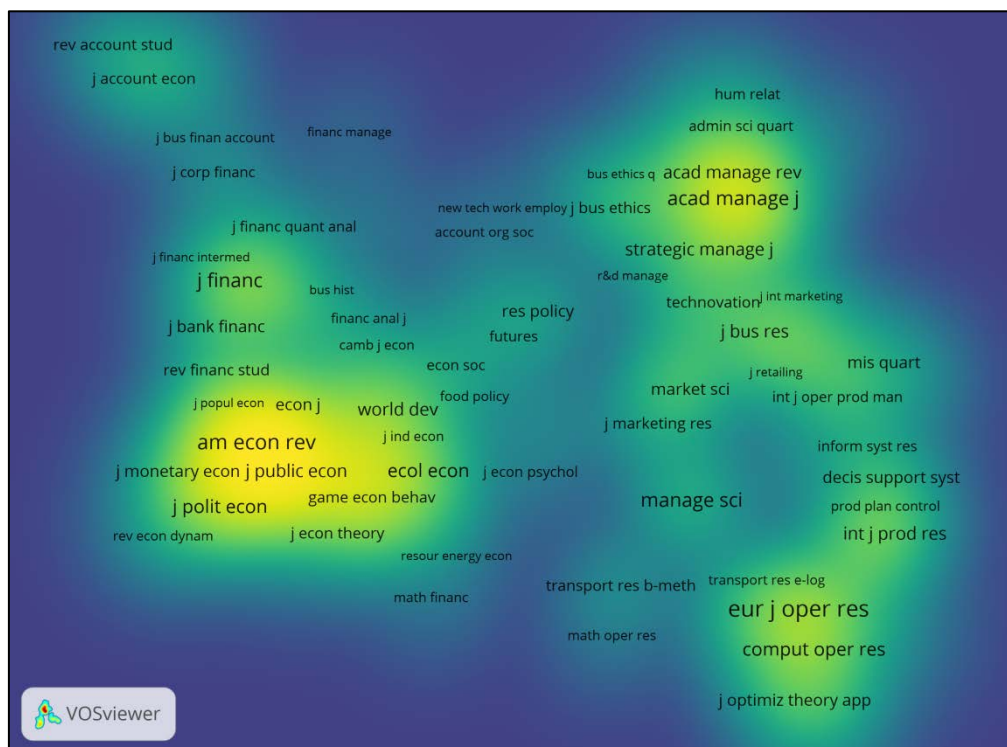 rev account stud
j account econ
hum relat
admin sci quart
j bus finan account
financ manage
j corp financ
bus ethics q
acad manage rev
acad manage j
new tech work employ
j bus ethics
j financ quant anal
account org soc
strategic manage j
j financ intermed
j financ
r&d manage
bus hist
technovation
j int marketing
res policy
financ anal j
j bank financ
futures
j bus res
camb j econ
rev financ stud
econ soc
mis quart
j retailing
market sci
food policy
int j oper prod man
j popul econ
econ j
world dev
j marketing res
am econ rev
j ind econ
inform syst res
j monetary econ
j public econ
ecol econ
j econ psychol
decis support syst
game econ behav
manage sci
j polit econ
prod plan control
rev econ dynam
j econ theory
int j prod res
resour energy econ
transport res b-meth
transport res e-log
math financ
eur j oper res
math oper res
comput oper res
j optimiz theory app
VOSviewer